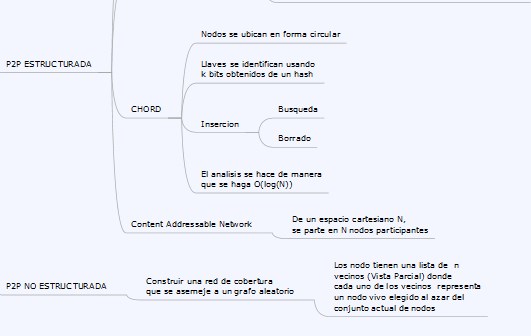 Nodos se ubican en forma circular
P2P ESTRUCTURADA
Llaves se identifican usando
k bits obtenidos de un hash
CHORD
Busqueda
Insercion
Borrado
El analisis se hace de manera
que se haga O(log(N))
Content Addressable Network
De un espacio cartesiano N,
se parte en N nodos participantes
P2P NO ESTRUCTURADA
Construir una red de cobertura
que se asemeje a un grafo aleatorio
Los nodo tienen una lista de n
vecinos (Vista Parcial) donde
cada uno de los vecinos representa
un nodo vivo elegido al azar del
conjunto actual de nodos